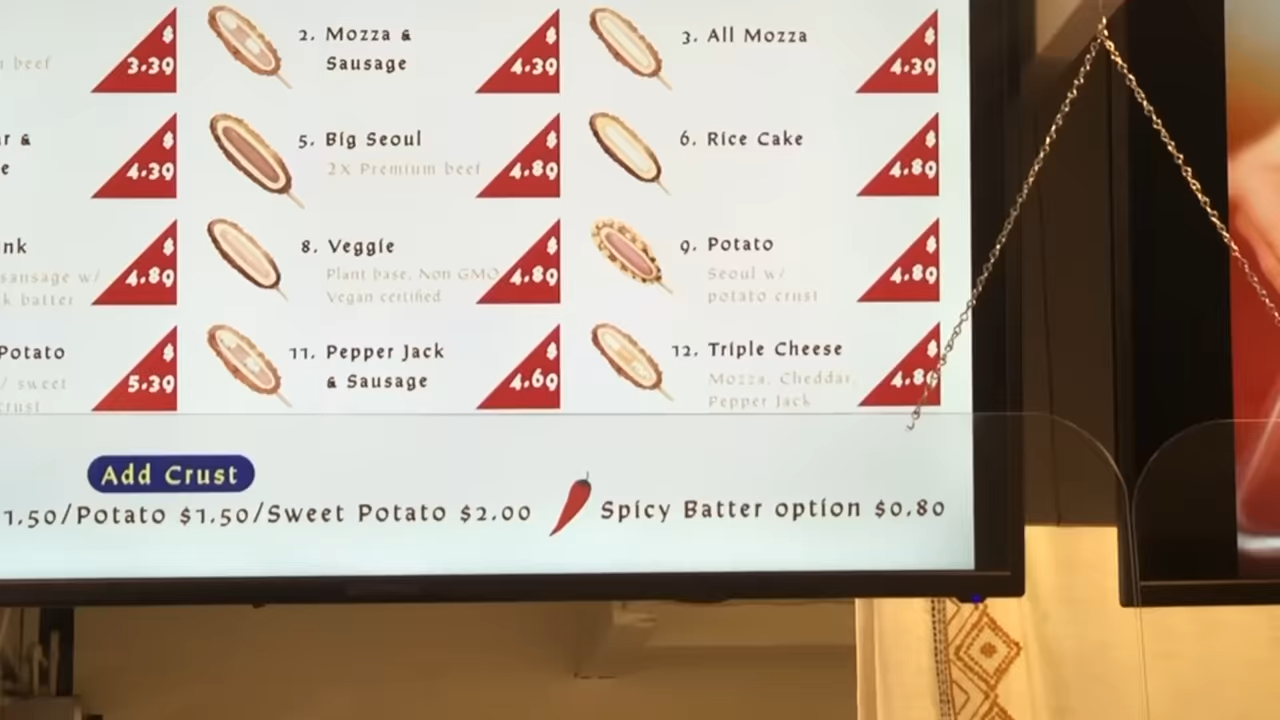 beef
$
3.39
2. Mozza &
Sausage
$
4.39
3. All Mozza
$
4.39
&
$
4.39
5. Big Seoul
2X Premium beef
$
4.89
6. Rice Cake
$
4.89
sausage w/
batter
$
4.89
8. Veggie
Plant base, Non GMO
Vegan certified
$
4.89
9. Potato
Seoul w/
potato crust
$
4.89
Potato
/ sweet
crust
$
5.39
11. Pepper Jack
& Sausage
$
4.69
12. Triple Cheese
Mozza, Cheddar,
Pepper Jack
$
4.89
Add Crust
1.50/Potato $1.50/Sweet Potato $2.00
Spicy Batter option $0.80